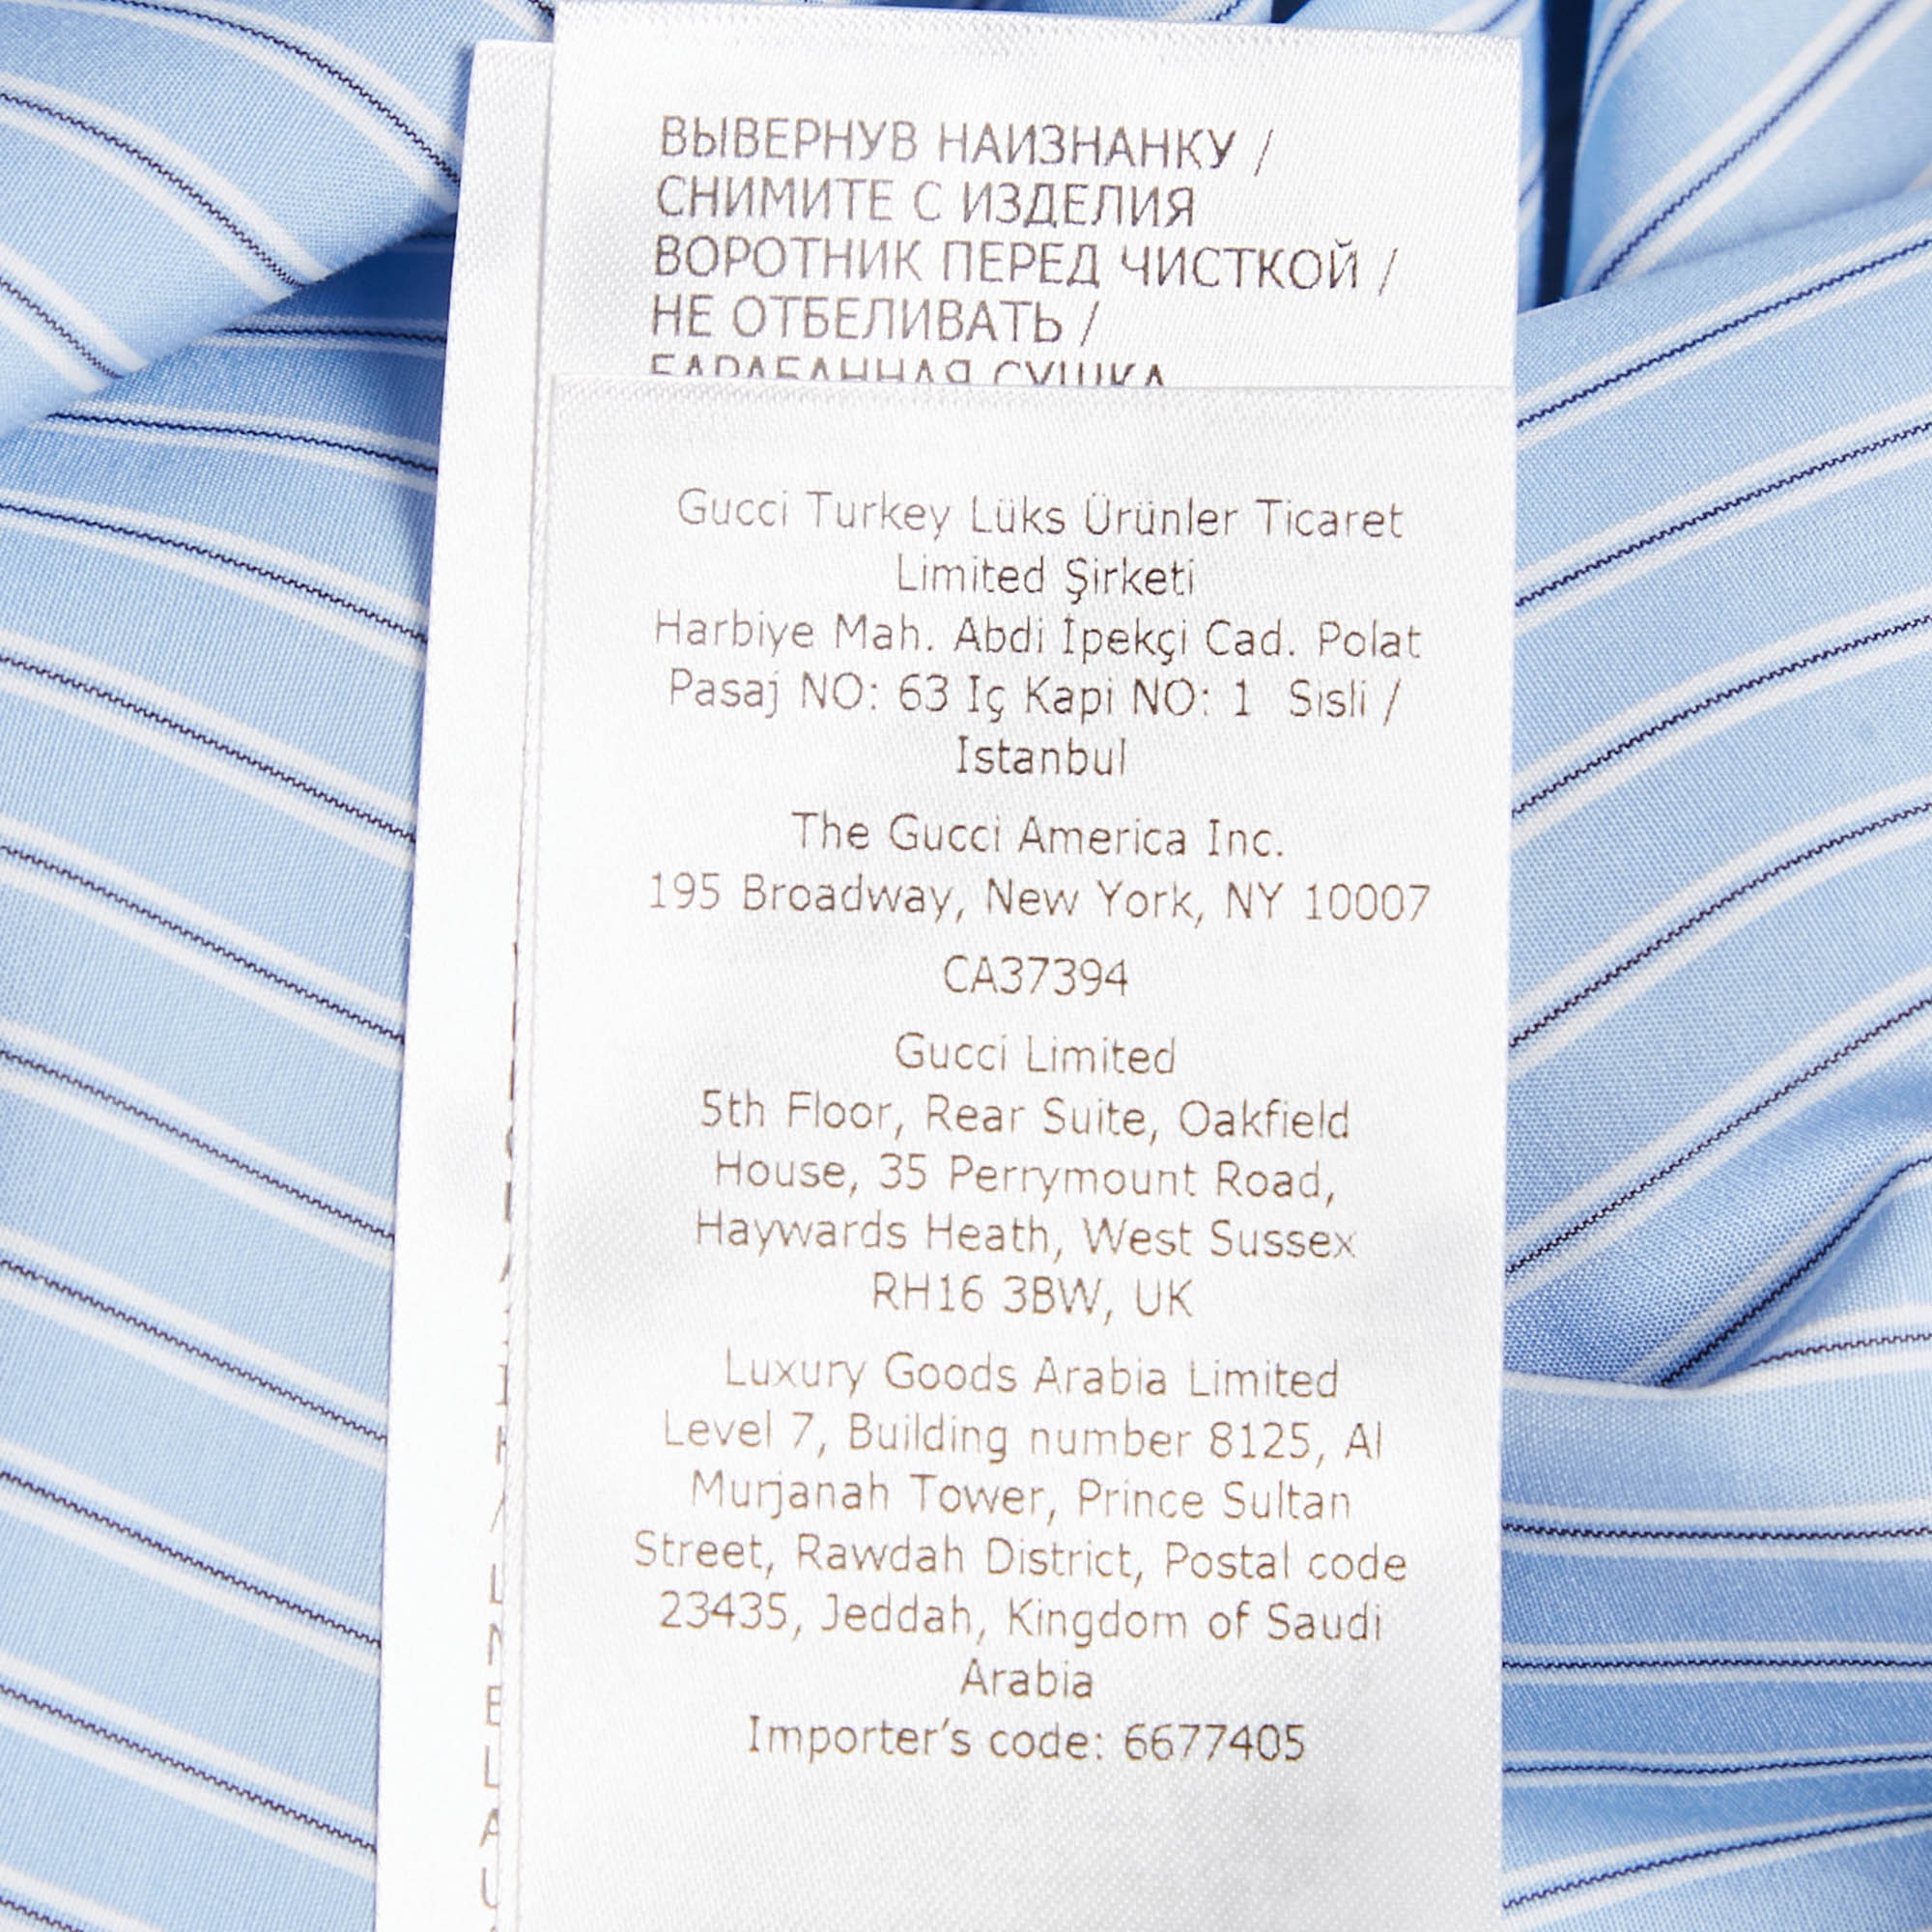 ВЫВЕРНУВ НАИЗНАНКУ /
СНИМИТЕ С ИЗДЕЛИЯ
ВОРОТНИК ПЕРЕД ЧИСТКОЙ /
НЕ ОТБЕЛИВАТЬ /
БАРАБАННАЯ СУШКА
Gucci Turkey Lüks Ürünler Ticaret
Limited Şirketi
Harbiye Mah. Abdi İpekçi Cad. Polat
Pasaj NO: 63 Iç Kapi NO: 1 Sisli /
Istanbul
The Gucci America Inc.
195 Broadway, New York, NY 10007
CA37394
Gucci Limited
5th Floor, Rear Suite, Oakfield
House, 35 Perrymount Road,
Haywards Heath, West Sussex
RH16 3BW, UK
Luxury Goods Arabia Limited
Level 7, Building number 8125, Al
Murjanah Tower, Prince Sultan
Street, Rawdah District, Postal code
23435, Jeddah, Kingdom of Saudi
Arabia
Importer's code: 6677405